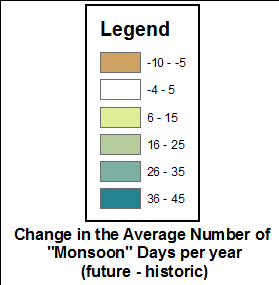 Legend
-10 - -5
-4 - 5
6 - 15
16 - 25
26 - 35
36 - 45
Change in the Average Number of
"Monsoon" Days per year
(future - historic)